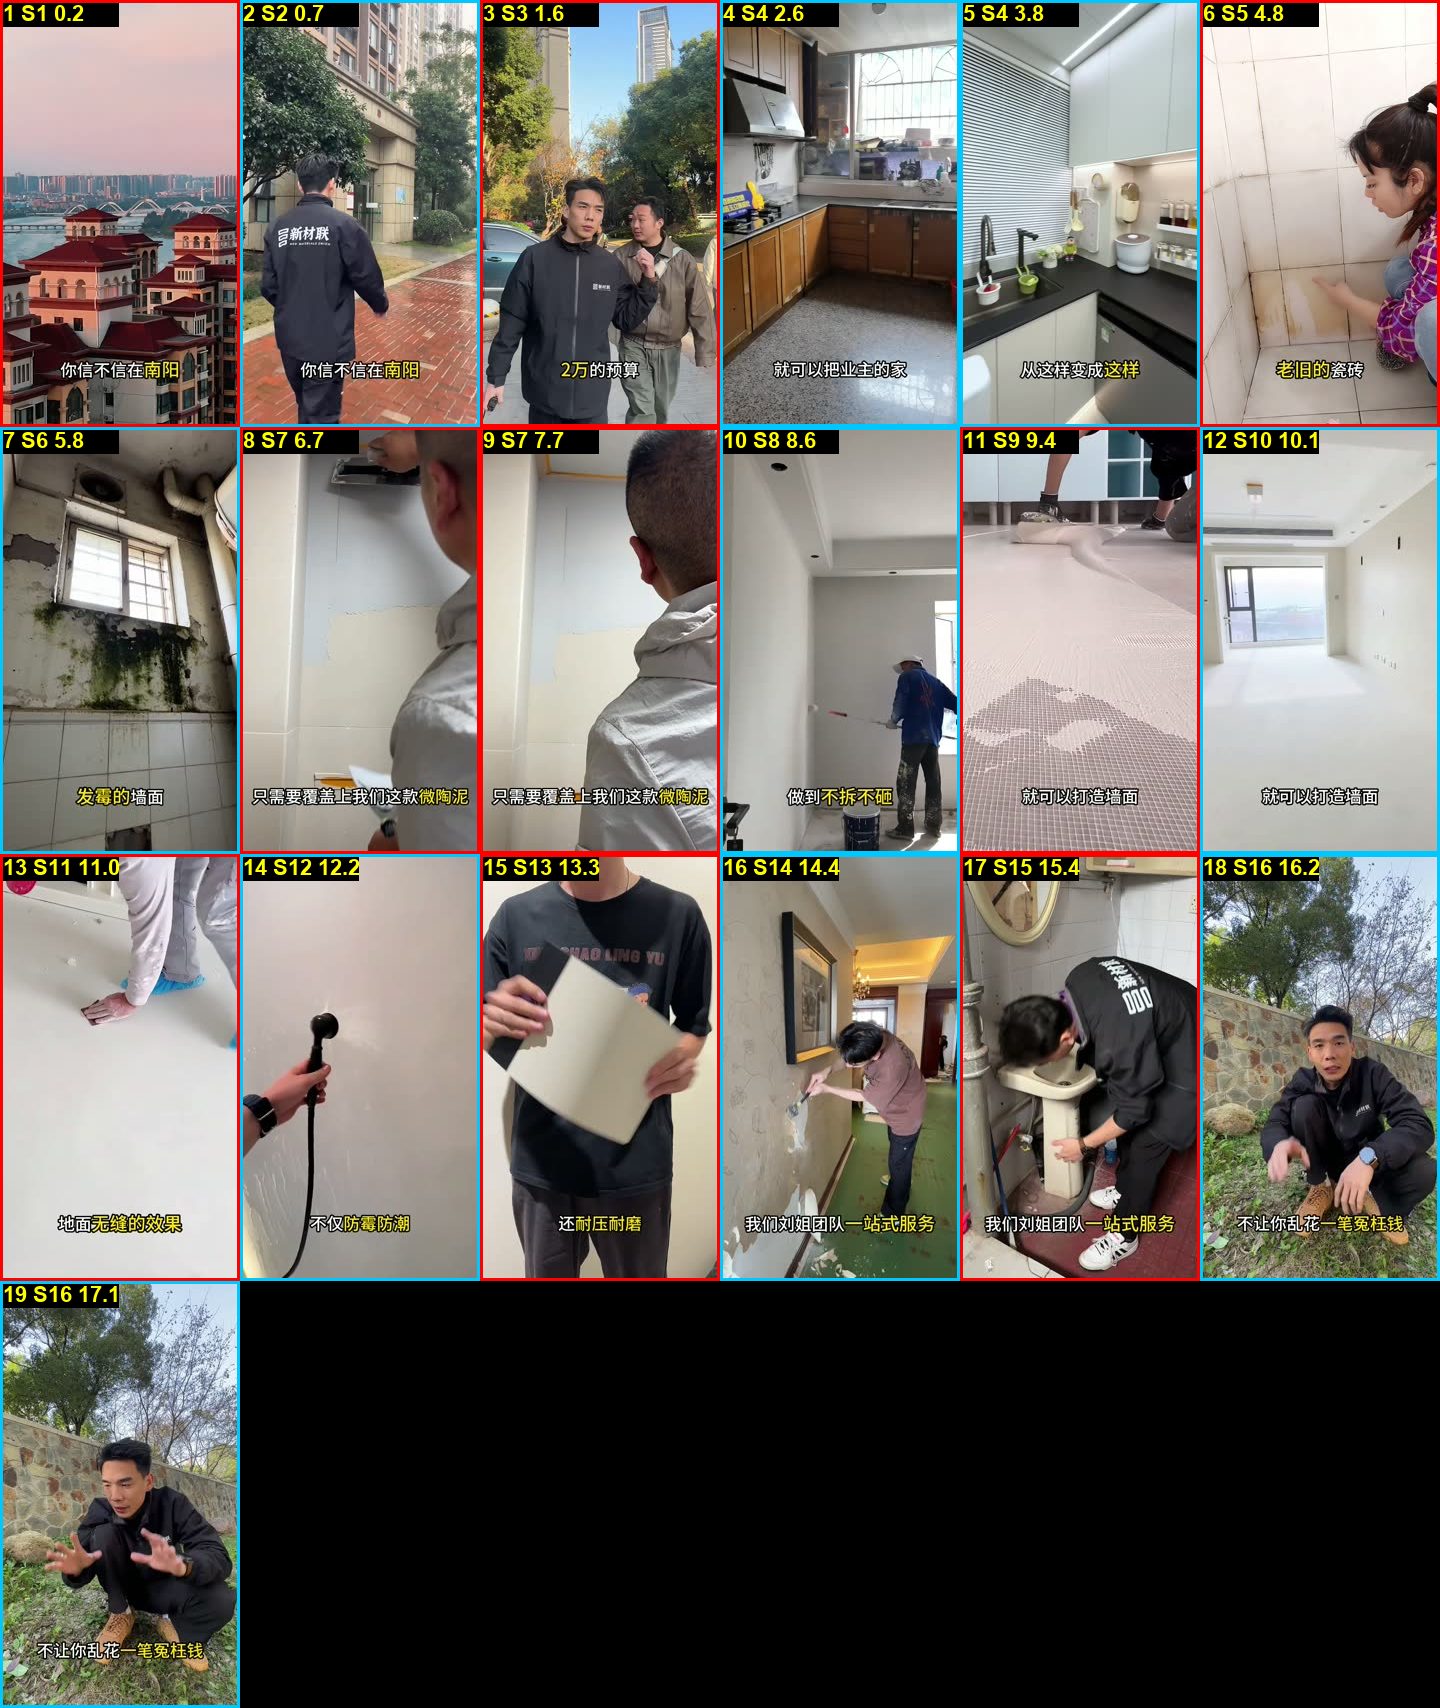 1 S1 0.2
你信不信在南阳
2 S2 0.7
新材联
你信不信在南阳
3 S3 1.6
新材联
2万的预算
4 S4 2.6
就可以把业主的家
5 S4 3.8
从这样变成这样
6 S5 4.8
老旧的瓷砖
7 S6 5.8
发霉的墙面
8 S7 6.7
只需要覆盖上我们这款微陶泥
9 S7 7.7
只需要覆盖上我们这款微陶泥
10 S8 8.6
做到不拆不砸
11 S9 9.4
就可以打造墙面
12 S10 10.1
就可以打造墙面
13 S11 11.0
地面无缝的效果
14 S12 12.2
不仅防霉防潮
15 S13 13.3
CHAO LING YU
还耐压耐磨
16 S14 14.4
我们刘姐团队一站式服务
17 S15 15.4
新材联
我们刘姐团队一站式服务
18 S16 16.2
不让你乱花一笔冤枉钱
19 S16 17.1
不让你乱花一笔冤枉钱